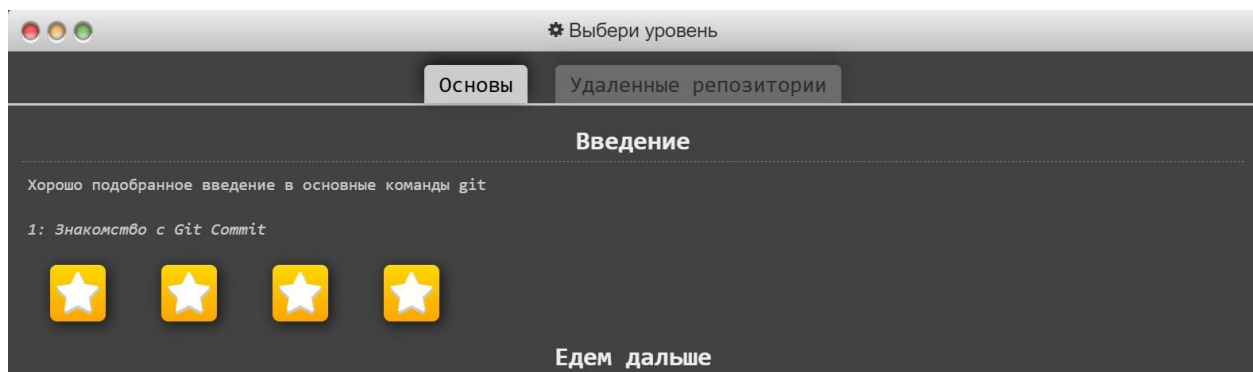 Выбери уровень
Основы
Удаленные репозитории
Введение
Хорошо подобранное введение в основные команды git
1: Знакомство с Git Commit
Едем дальше